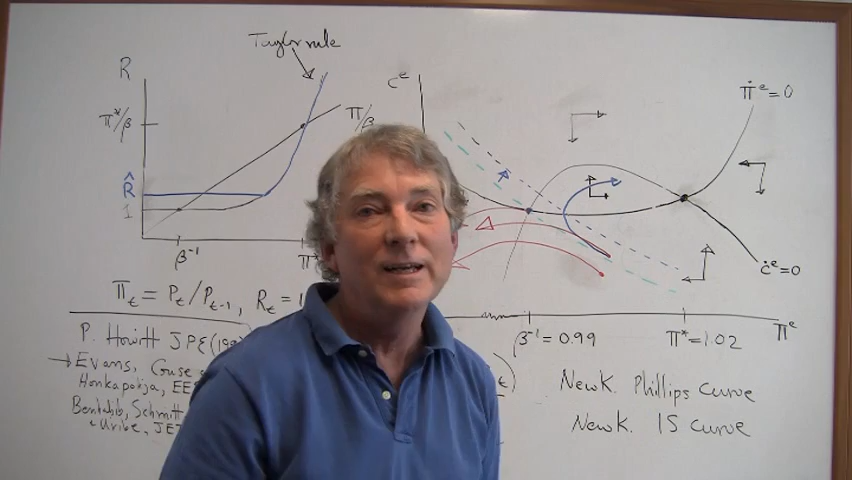 Taylor rule
R
π*/β
R̂
1
β⁻¹
π*
π/β
cᵉ
π̇ᵉ=0
ċᵉ=0
β⁻¹=0.99
π*=1.02
πᵉ
πt = Pt/Pt-1, Rt = 1
P. Howitt JPE(199
→ Evans, Guse
Honkapohja, EE
Benhabib, Schmitt
Uribe, JET
New K. Phillips Curve
New K. IS curve